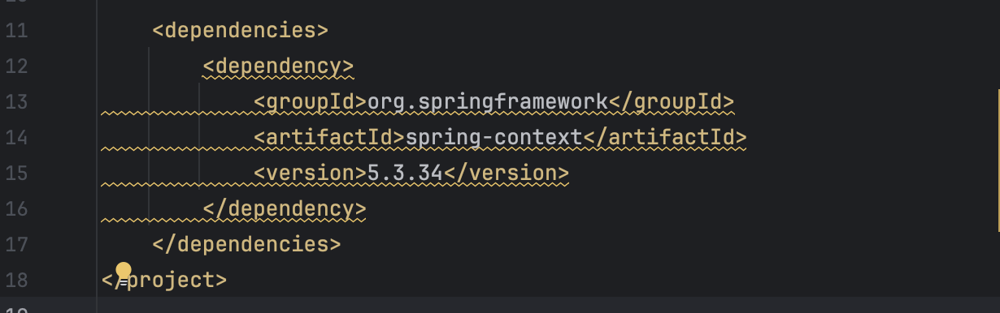 11 <dependencies>
12 <dependency>
13 <groupId>org.springframework</groupId>
14 <artifactId>spring-context</artifactId>
15 <version>5.3.34</version>
16 </dependency>
17 </dependencies>
18 </project>